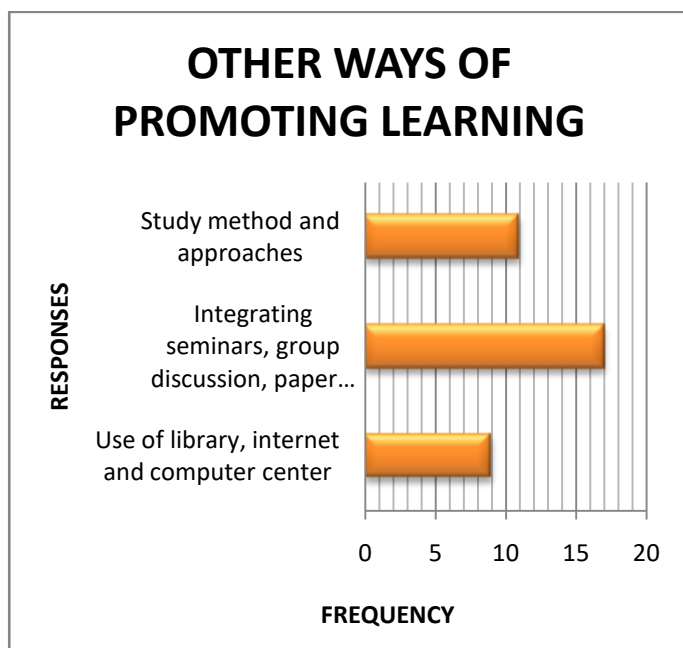 OTHER WAYS OF
PROMOTING LEARNING
Study method and
approaches
Integrating
seminars, group
discussion, paper…
Use of library, internet
and computer center
RESPONSES
0 5 10 15 20
FREQUENCY